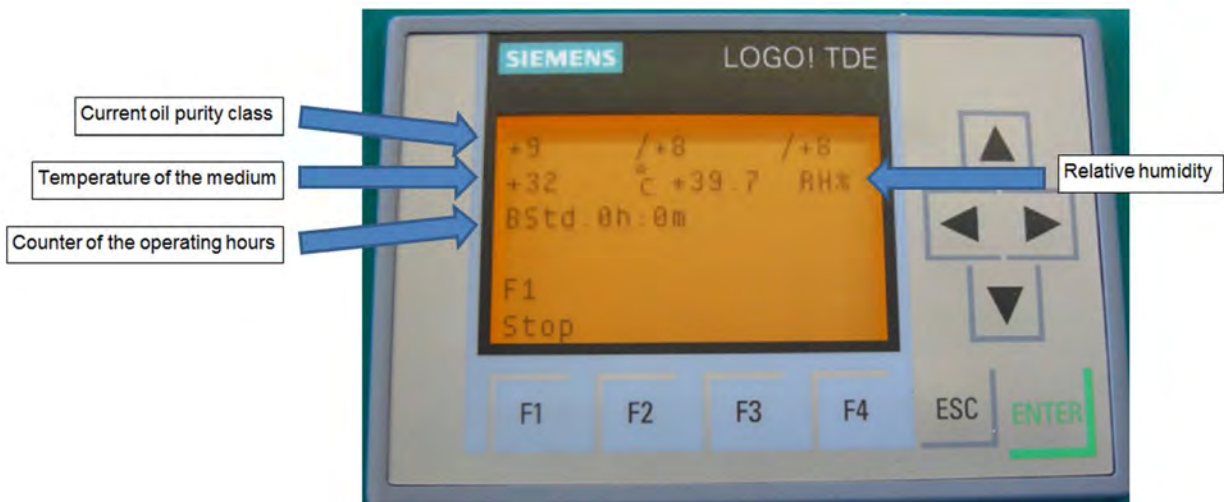 SIEMENS LOGO! TDE
Current oil purity class
+9 /+8 /+8
Temperature of the medium
+32 °C +39.7 RH%
Relative humidity
Counter of the operating hours
BStd.0h:0m
F1
Stop
F1 F2 F3 F4 ESC ENTER